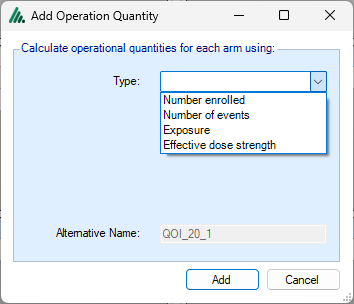 Add Operation Quantity
Calculate operational quantities for each arm using:
Type:
Number enrolled
Number of events
Exposure
Effective dose strength
Alternative Name: QOI_20_1
Add Cancel